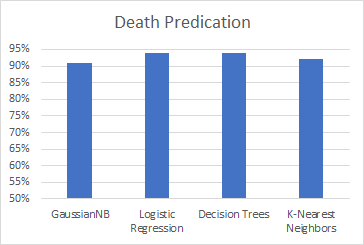 Death Predication
95%
90%
85%
80%
75%
70%
65%
60%
55%
50%
GaussianNB
Logistic
Regression
Decision Trees
K-Nearest
Neighbors